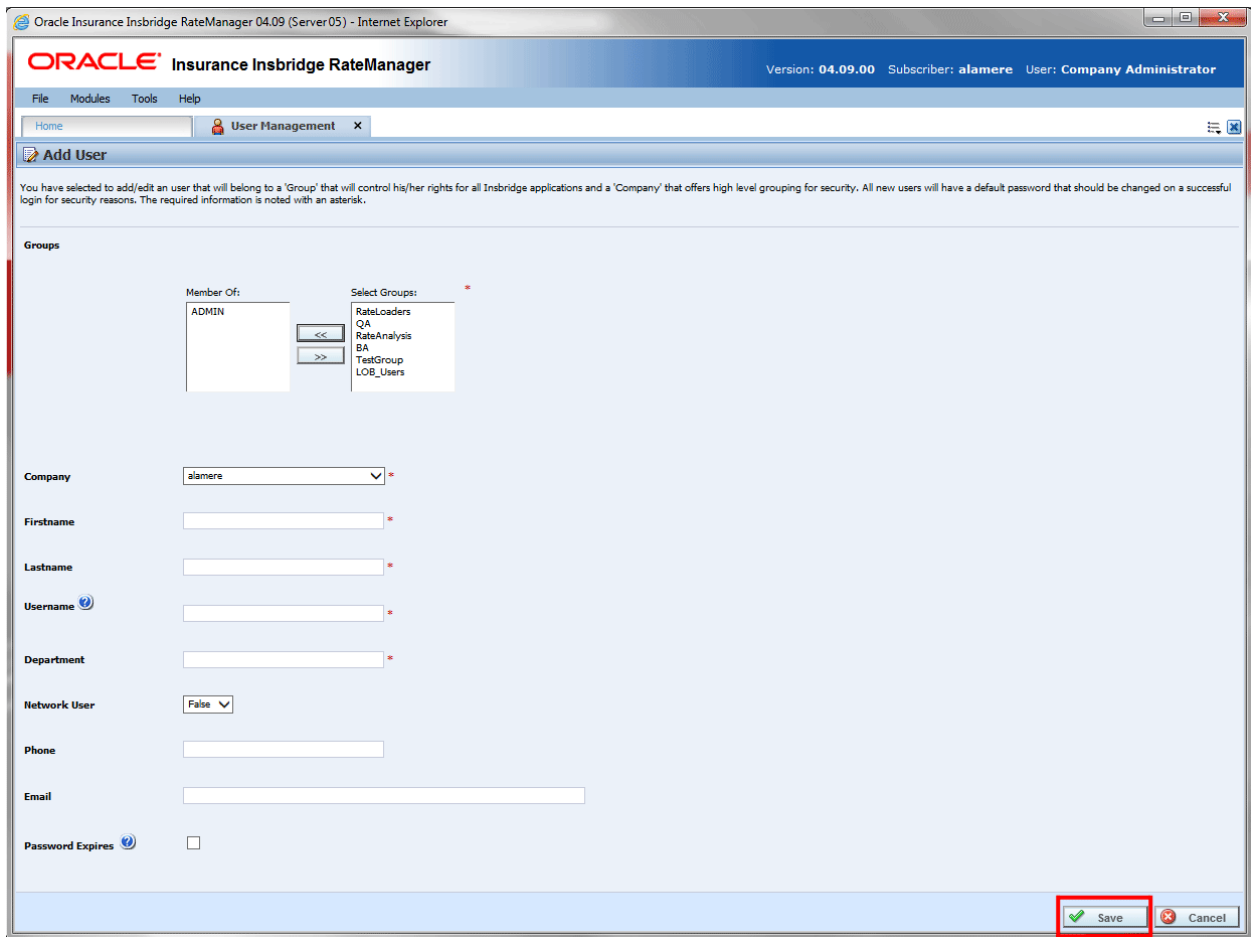 Oracle Insurance Insbridge RateManager 04.09 (Server05) - Internet Explorer
ORACLE® Insurance Insbridge RateManager
Version: 04.09.00 Subscriber: alamere User: Company Administrator
File Modules Tools Help
Home User Management x
Add User
You have selected to add/edit an user that will belong to a 'Group' that will control his/her rights for all Insbridge applications and a 'Company' that offers high level grouping for security. All new users will have a default password that should be changed on a successful
login for security reasons. The required information is noted with an asterisk.
Groups
Member Of: Select Groups: *
ADMIN
RateLoaders
QA
RateAnalysis
BA
TestGroup
LOB_Users
<<
>>
Company alamere *
Firstname *
Lastname *
Username ? *
Department *
Network User False
Phone
Email
Password Expires ?
Save Cancel